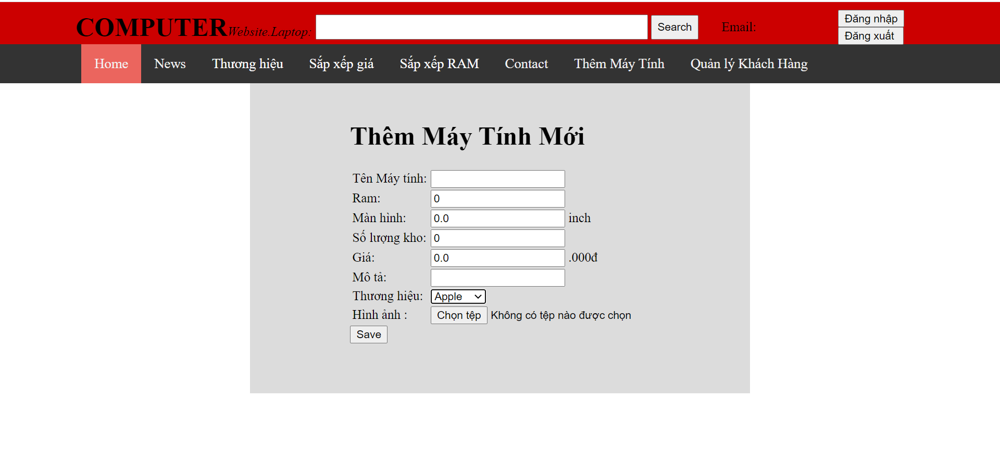 COMPUTER Website.Laptop: Search Email: Đăng nhập
Đăng xuất
Home News Thương hiệu Sắp xếp giá Sắp xếp RAM Contact Thêm Máy Tính Quản lý Khách Hàng
Thêm Máy Tính Mới
Tên Máy tính:
Ram: 0
Màn hình: 0.0 inch
Số lượng kho: 0
Giá: 0.0 .000đ
Mô tả:
Thương hiệu: Apple
Hình ảnh : Chọn tệp Không có tệp nào được chọn
Save